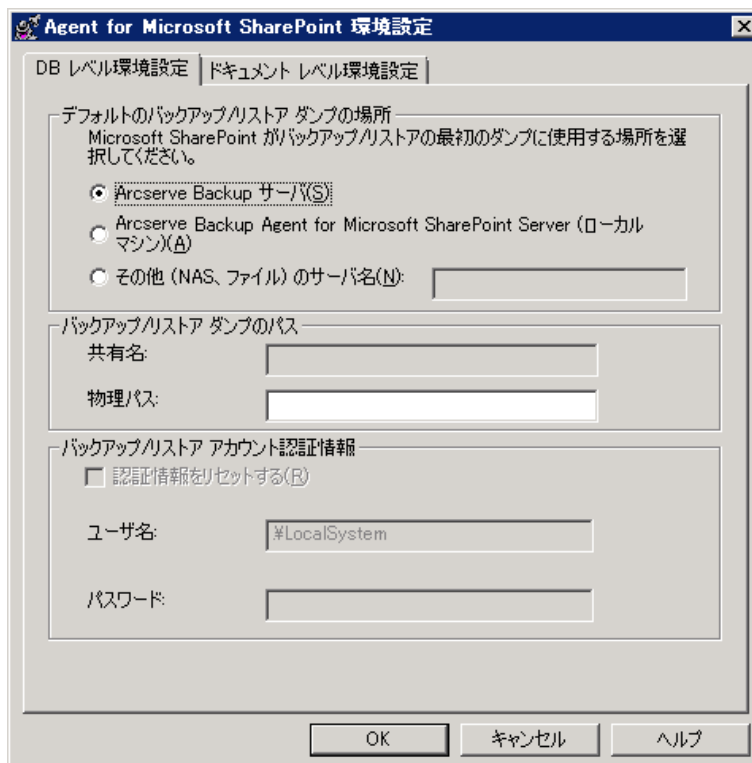 Agent for Microsoft SharePoint 環境設定
DB レベル環境設定
ドキュメント レベル環境設定
デフォルトのバックアップ/リストア ダンプの場所
Microsoft SharePoint がバックアップ/リストアの最初のダンプに使用する場所を選
択してください。
Arcserve Backup サーバ(S)
Arcserve Backup Agent for Microsoft SharePoint Server (ローカル
マシン)(A)
その他 (NAS、ファイル) のサーバ名(N):
バックアップ/リストア ダンプのパス
共有名:
物理パス:
バックアップ/リストア アカウント認証情報
認証情報をリセットする(R)
ユーザ名:
¥LocalSystem
パスワード:
OK
キャンセル
ヘルプ